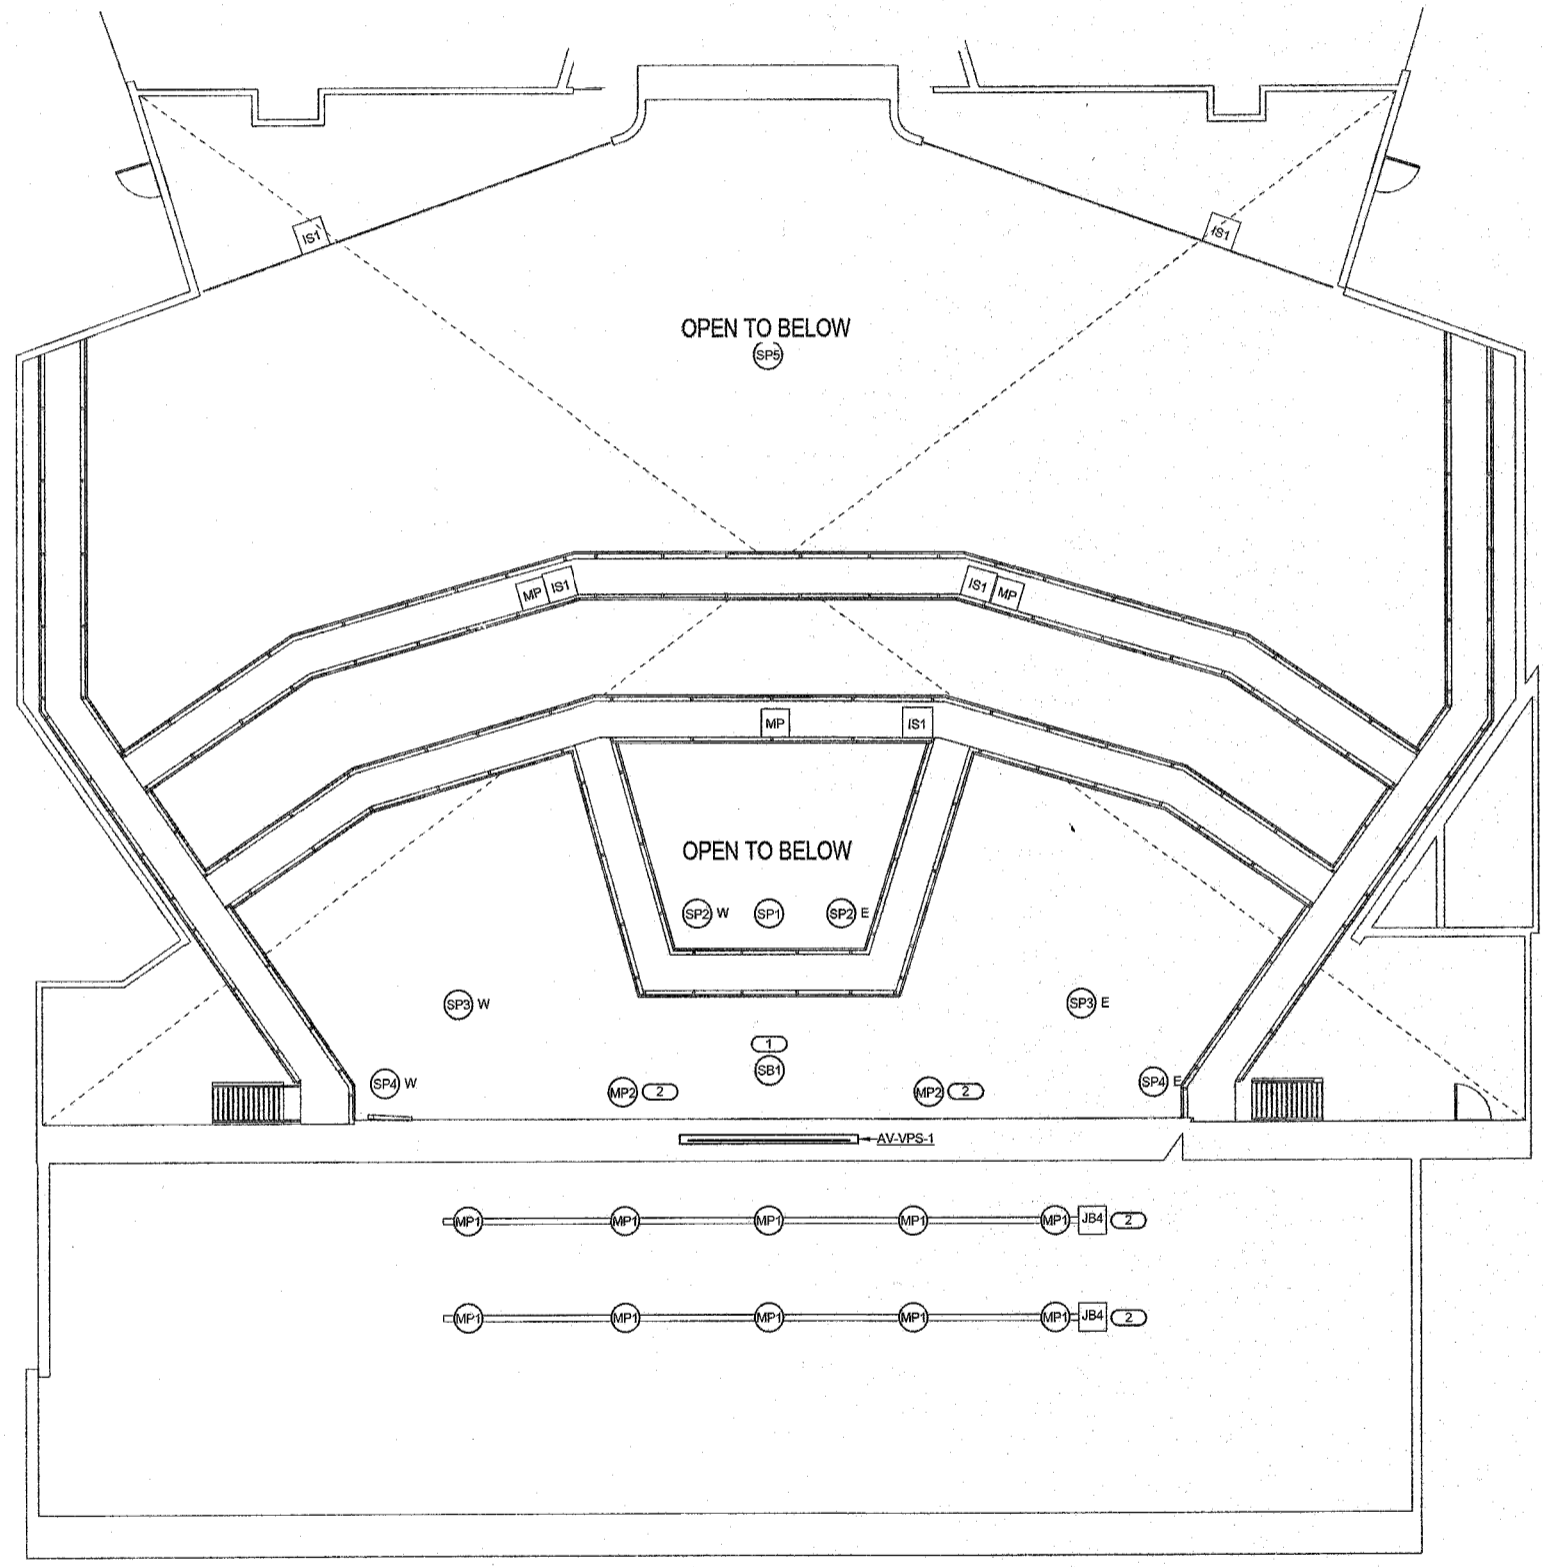 IS1 IS1
OPEN TO BELOW
SP5
MP IS1 IS1 MP
MP IS1
OPEN TO BELOW
SP2 W SP1 SP2 E
SP3 W SP3 E
1
SB1
SP4 W MP2 2 MP2 2 SP4 E
AV-VPS-1
MP1 MP1 MP1 MP1 MP1 JB4 2
MP1 MP1 MP1 MP1 MP1 JB4 2